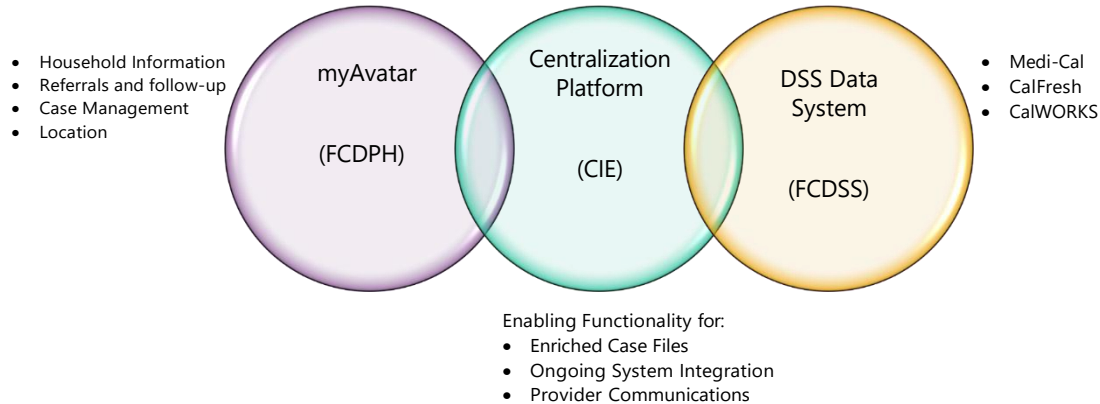 • Household Information
• Referrals and follow-up
• Case Management
• Location
myAvatar
(FCDPH)
Centralization
Platform
(CIE)
DSS Data
System
(FCDSS)
• Medi-Cal
• CalFresh
• CalWORKS
Enabling Functionality for:
• Enriched Case Files
• Ongoing System Integration
• Provider Communications